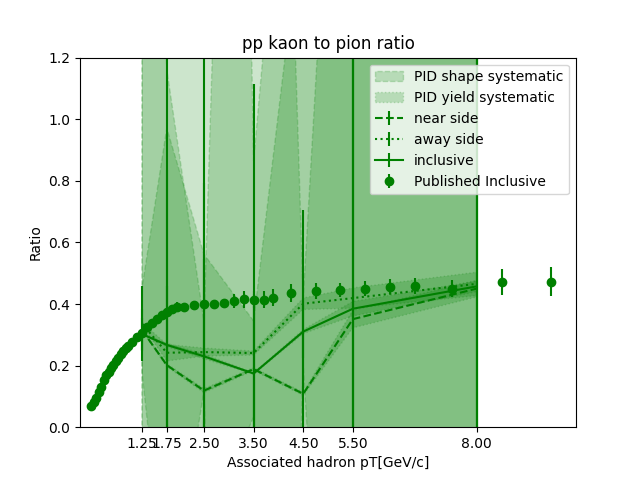 pp kaon to pion ratio
1.2
1.0
0.8
0.6
0.4
0.2
0.0
Ratio
PID shape systematic
PID yield systematic
near side
away side
inclusive
Published Inclusive
1.25 1.75 2.50 3.50 4.50 5.50 8.00
Associated hadron pT[GeV/c]